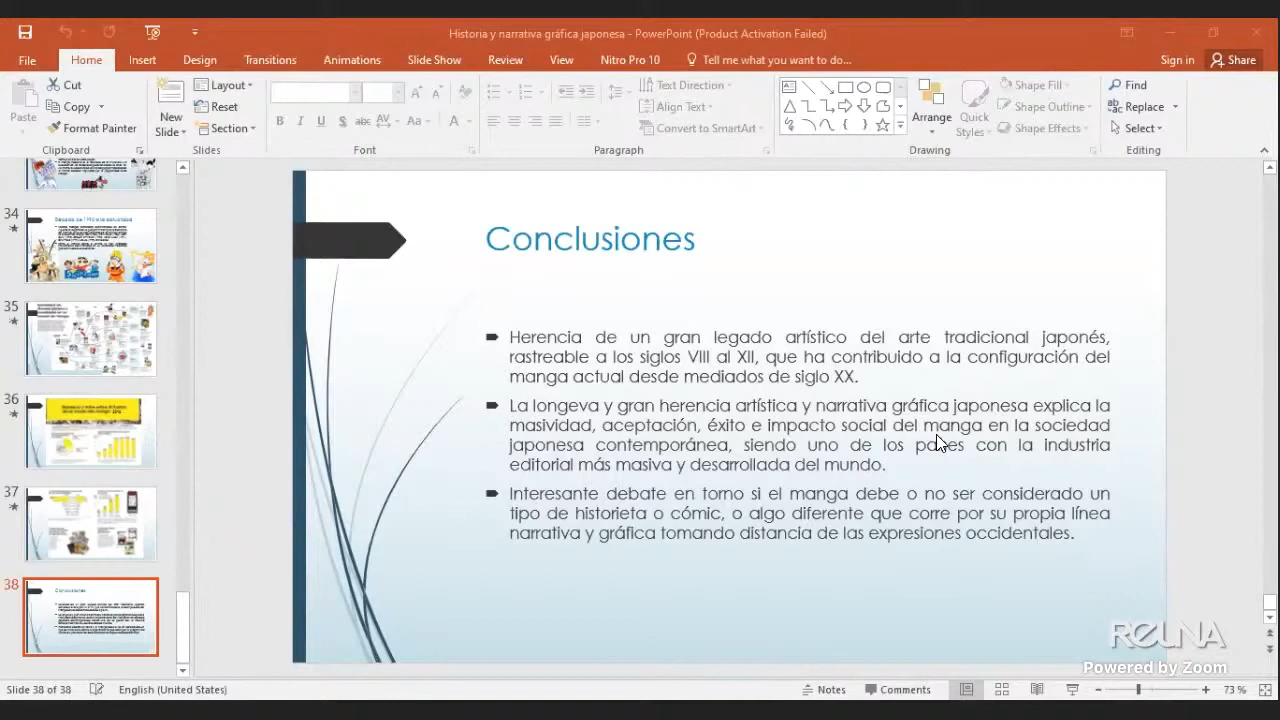 Historia y narrativa gráfica japonesa - PowerPoint (Product Activation Failed)
File Home Insert Design Transitions Animations Slide Show Review View Nitro Pro 10 Tell me what you want to do... Sign in Share
Cut
Copy
Format Painter
Paste
Clipboard
New Slide
Layout
Reset
Section
Slides
B I U S abc AV Aa A
Font
Text Direction
Align Text
Convert to SmartArt
Paragraph
Arrange
Quick Styles
Shape Fill
Shape Outline
Shape Effects
Drawing
Find
Replace
Select
Editing
34
35
36
37
38
Conclusiones
Conclusiones
Herencia de un gran legado artístico del arte tradicional japonés,
rastreable a los siglos VIII al XII, que ha contribuido a la configuración del
manga actual desde mediados de siglo XX.
La longeva y gran herencia artística y narrativa gráfica japonesa explica la
masividad, aceptación, éxito e impacto social del manga en la sociedad
japonesa contemporánea, siendo uno de los países con la industria
editorial más masiva y desarrollada del mundo.
Interesante debate en torno si el manga debe o no ser considerado un
tipo de historieta o cómic, o algo diferente que corre por su propia línea
narrativa y gráfica tomando distancia de las expresiones occidentales.
REUNA
Powered by Zoom
Slide 38 of 38 English (United States) Notes Comments 73 %